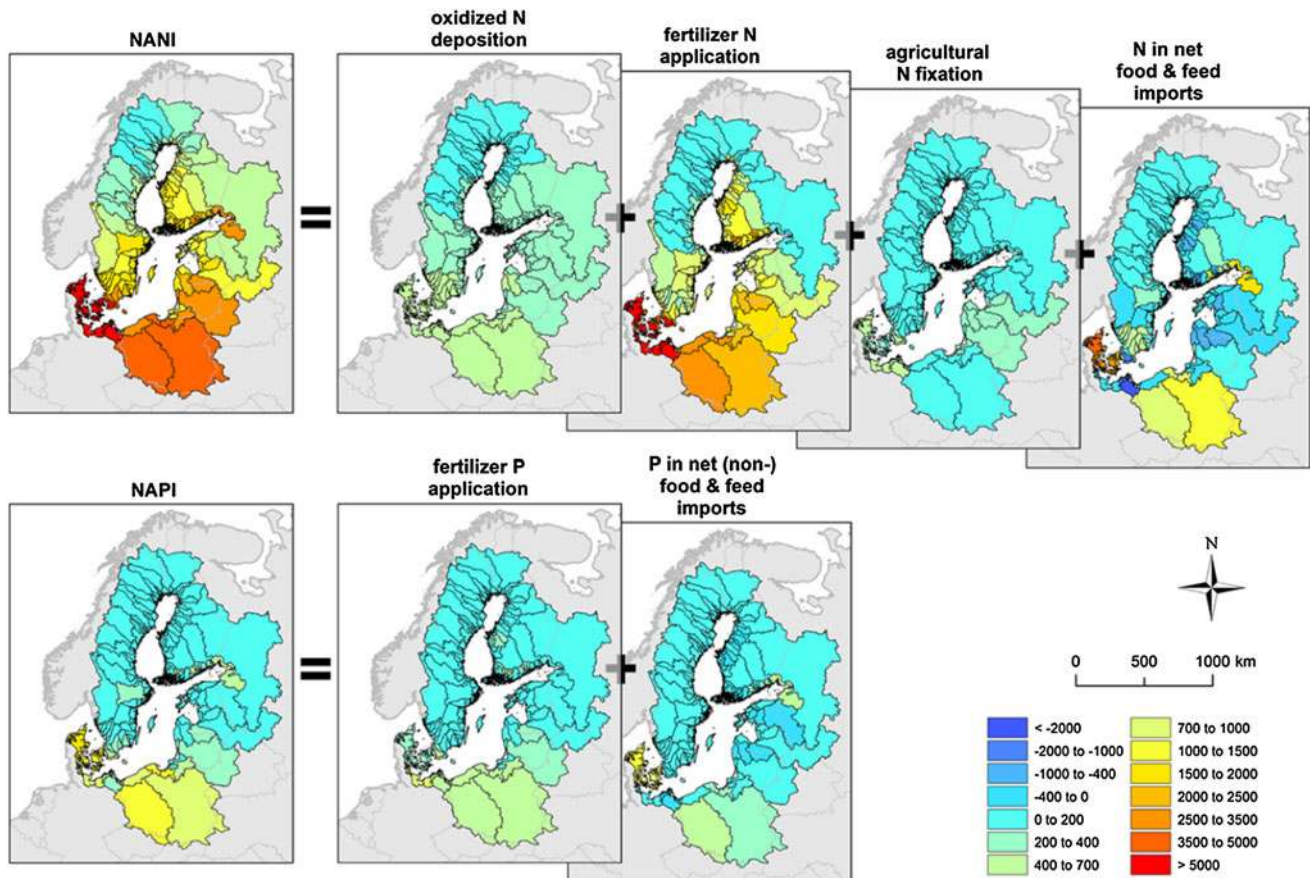 NANI
oxidized N
deposition
fertilizer N
application
agricultural
N fixation
N in net
food & feed
imports
=
+
+
+
NAPI
fertilizer P
application
P in net (non-)
food & feed
imports
=
+
N
0 500 1000 km
< -2000
-2000 to -1000
-1000 to -400
-400 to 0
0 to 200
200 to 400
400 to 700
700 to 1000
1000 to 1500
1500 to 2000
2000 to 2500
2500 to 3500
3500 to 5000
> 5000